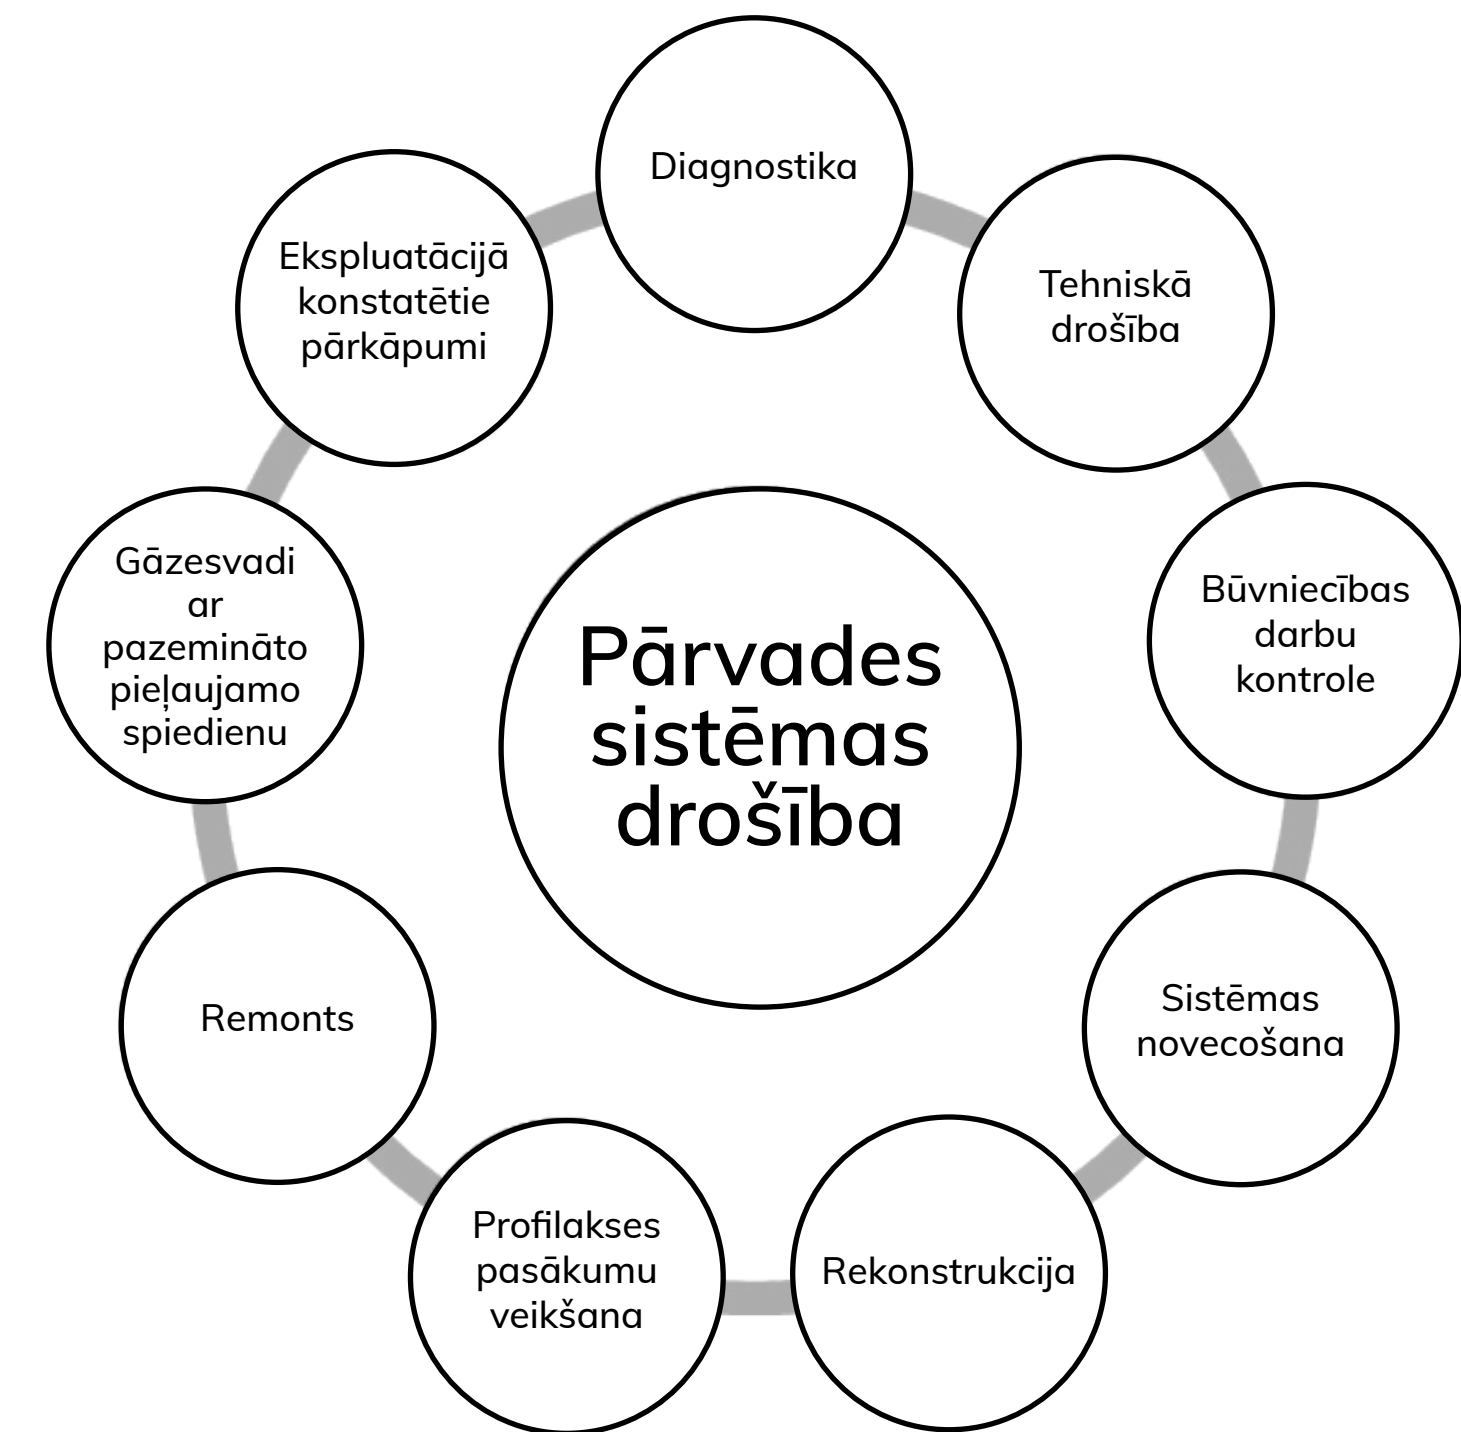 Diagnostika
Tehniskā
drošība
Būvniecības
darbu
kontrole
Sistēmas
novecošana
Rekonstrukcija
Profilakses
pasākumu
veikšana
Remonts
Gāzesvadi
ar
pazemināto
pieļaujamo
spiedienu
Ekspluatācijā
konstatētie
pārkāpumi
Pārvades
sistēmas
drošība